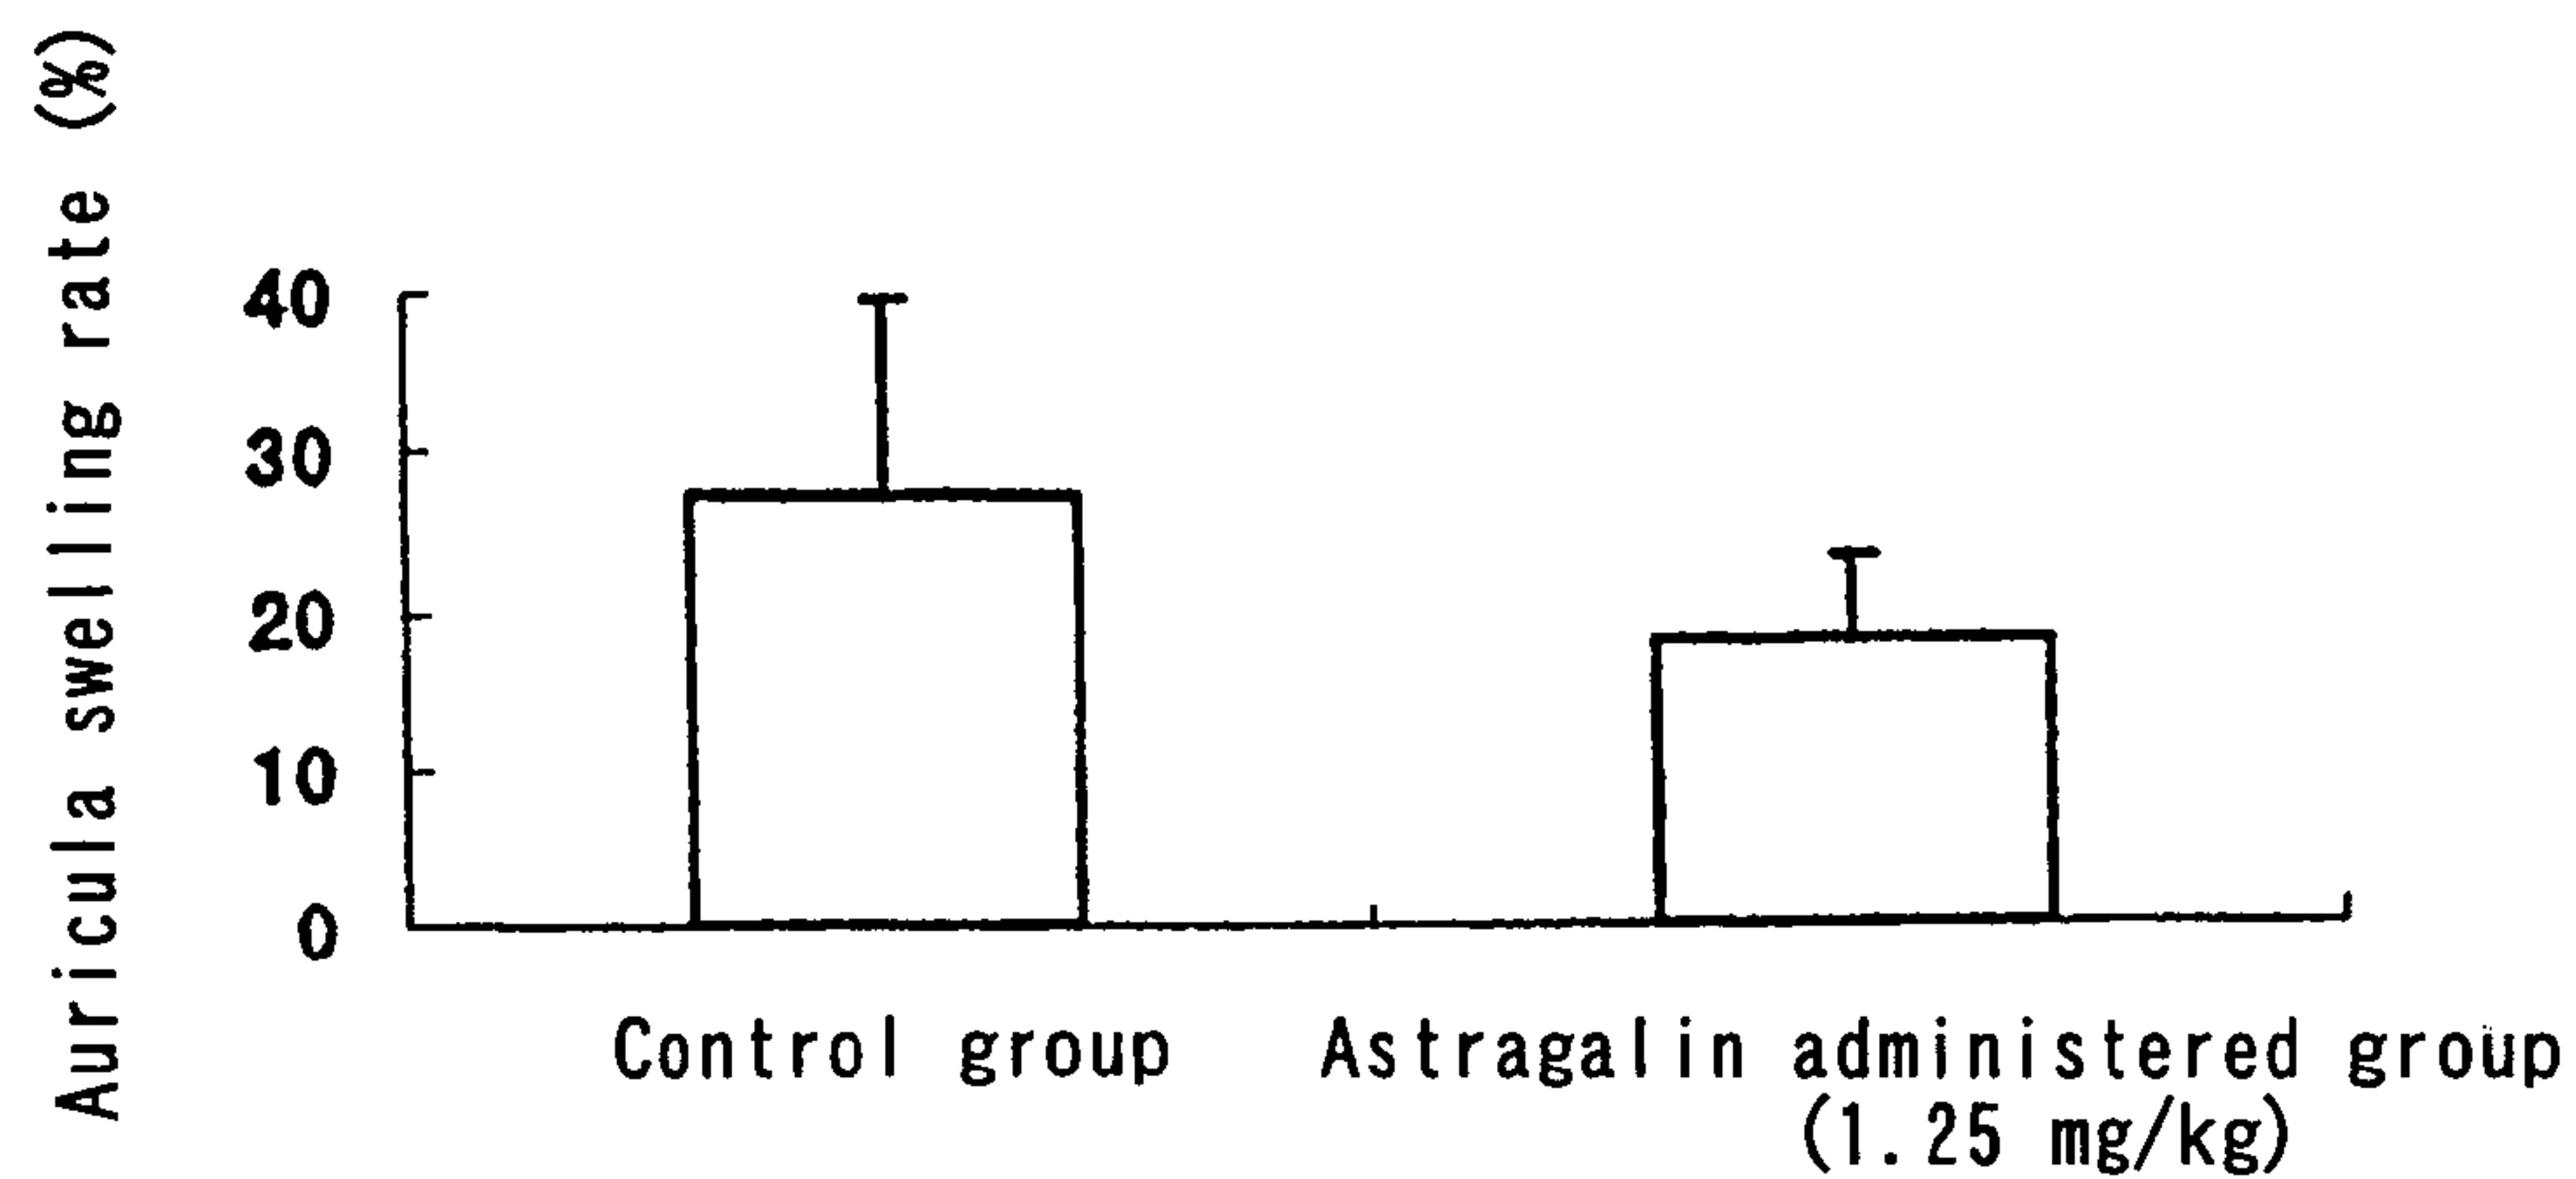 Auricula swelling rate (%)
40
30
20
10
0
Control group
Astragalin administered group
(1.25 mg/kg)